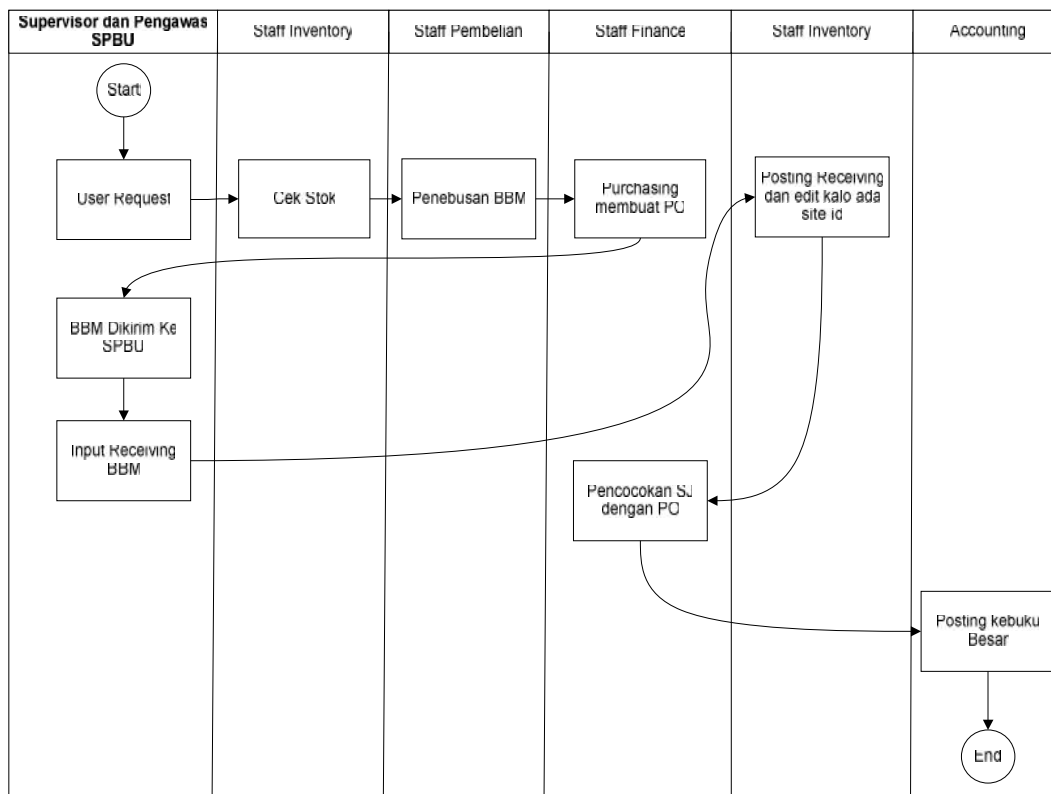 Supervisor dan Pengawas
SPBU
Staff Inventory
Staff Pembelian
Staff Finance
Staff Inventory
Accounting
Start
User Request
Cek Stok
Penebusan BBM
Purchasing
membuat PO
Posting Receiving
dan edit kalo ada
site id
BBM Dikirim Ke
SPBU
Input Receiving
BBM
Pencocokan SJ
dengan PO
Posting kebuku
Besar
End